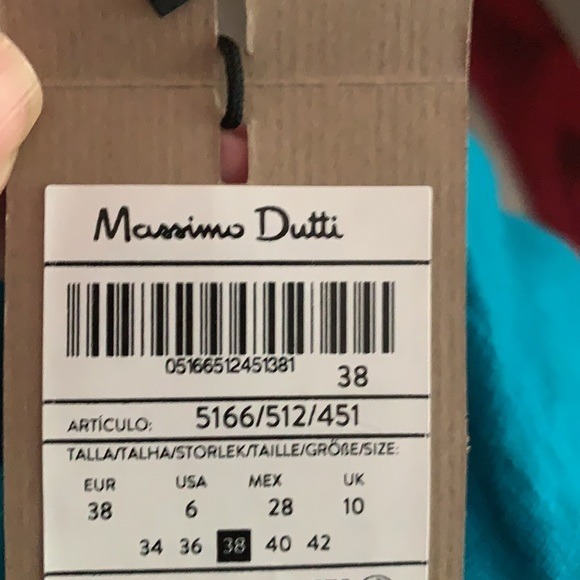 Massimo Dutti
05166512451381
38
ARTÍCULO: 5166/512/451
TALLA/TALHA/STORLEK/TAILLE/GRÖßE/SIZE:
EUR USA MEX UK
38 6 28 10
34 36 38 40 42